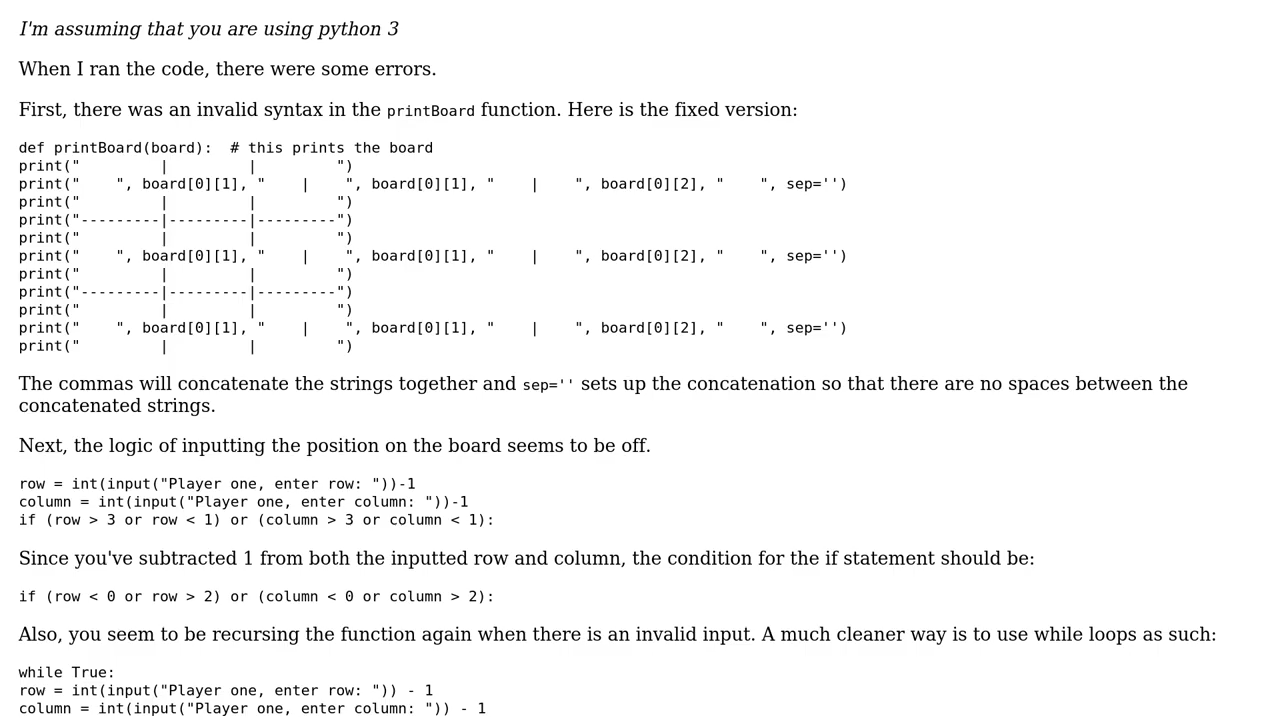 I'm assuming that you are using python 3
When I ran the code, there were some errors.
First, there was an invalid syntax in the printBoard function. Here is the fixed version:
def printBoard(board):  # this prints the board
print("         |         |         ")
print("    ", board[0][1], "    |    ", board[0][1], "    |    ", board[0][2], "    ", sep='')
print("         |         |         ")
print("---------|---------|---------")
print("         |         |         ")
print("    ", board[0][1], "    |    ", board[0][1], "    |    ", board[0][2], "    ", sep='')
print("         |         |         ")
print("---------|---------|---------")
print("         |         |         ")
print("    ", board[0][1], "    |    ", board[0][1], "    |    ", board[0][2], "    ", sep='')
print("         |         |         ")
The commas will concatenate the strings together and sep='' sets up the concatenation so that there are no spaces between the
concatenated strings.
Next, the logic of inputting the position on the board seems to be off.
row = int(input("Player one, enter row: "))-1
column = int(input("Player one, enter column: "))-1
if (row > 3 or row < 1) or (column > 3 or column < 1):
Since you've subtracted 1 from both the inputted row and column, the condition for the if statement should be:
if (row < 0 or row > 2) or (column < 0 or column > 2):
Also, you seem to be recursing the function again when there is an invalid input. A much cleaner way is to use while loops as such:
while True:
row = int(input("Player one, enter row: ")) - 1
column = int(input("Player one, enter column: ")) - 1